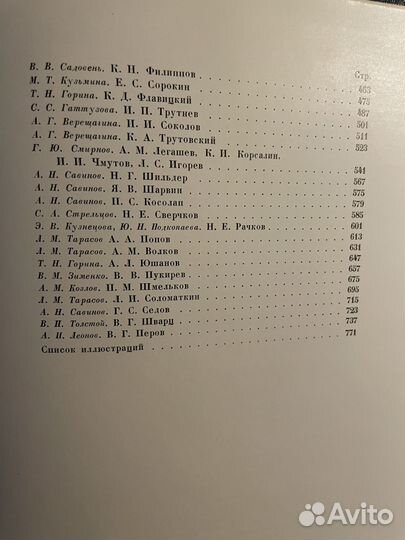 Стр.
В. В. Садовень, К. Н. Филиппов 463
М. Т. Кузьмина, Е. С. Сорокин 473
Т. Н. Горина, К. Д. Флавицкий 487
С. С. Гаттузова, И. П. Трутнев 501
А. Г. Верещагина, И. И. Соколов 511
А. Г. Верещагина, К. А. Трутовский 523
Г. Ю. Смирнов, А. М. Легашев, К. И. Корсалин,
И. И. Чмутов, Л. С. Игорев 541
А. Н. Савинов, Н. Г. Шильдер 567
А. Н. Савинов, Я. В. Шарвин 575
А. Н. Савинов, П. С. Косолап 579
С. А. Стрельцов, Н. Е. Сверчков 585
Э. В. Кузнецова, Ю. Н. Подкопаева, Н. Е. Рачков 601
Л. М. Тарасов, А. А. Попов 613
Л. М. Тарасов, А. М. Волков 631
Т. Н. Горина, А. Л. Юшанов 647
В. М. Зименко, В. В. Пукирев 657
А. М. Козлов, П. М. Шмельков 675
Л. М. Тарасов, Л. И. Соломаткин 695
А. Н. Савинов, Г. С. Седов 715
В. П. Толстой, В. Г. Шварц 723
А. И. Леонов, В. Г. Перов 737
Список иллюстраций 771
Avito